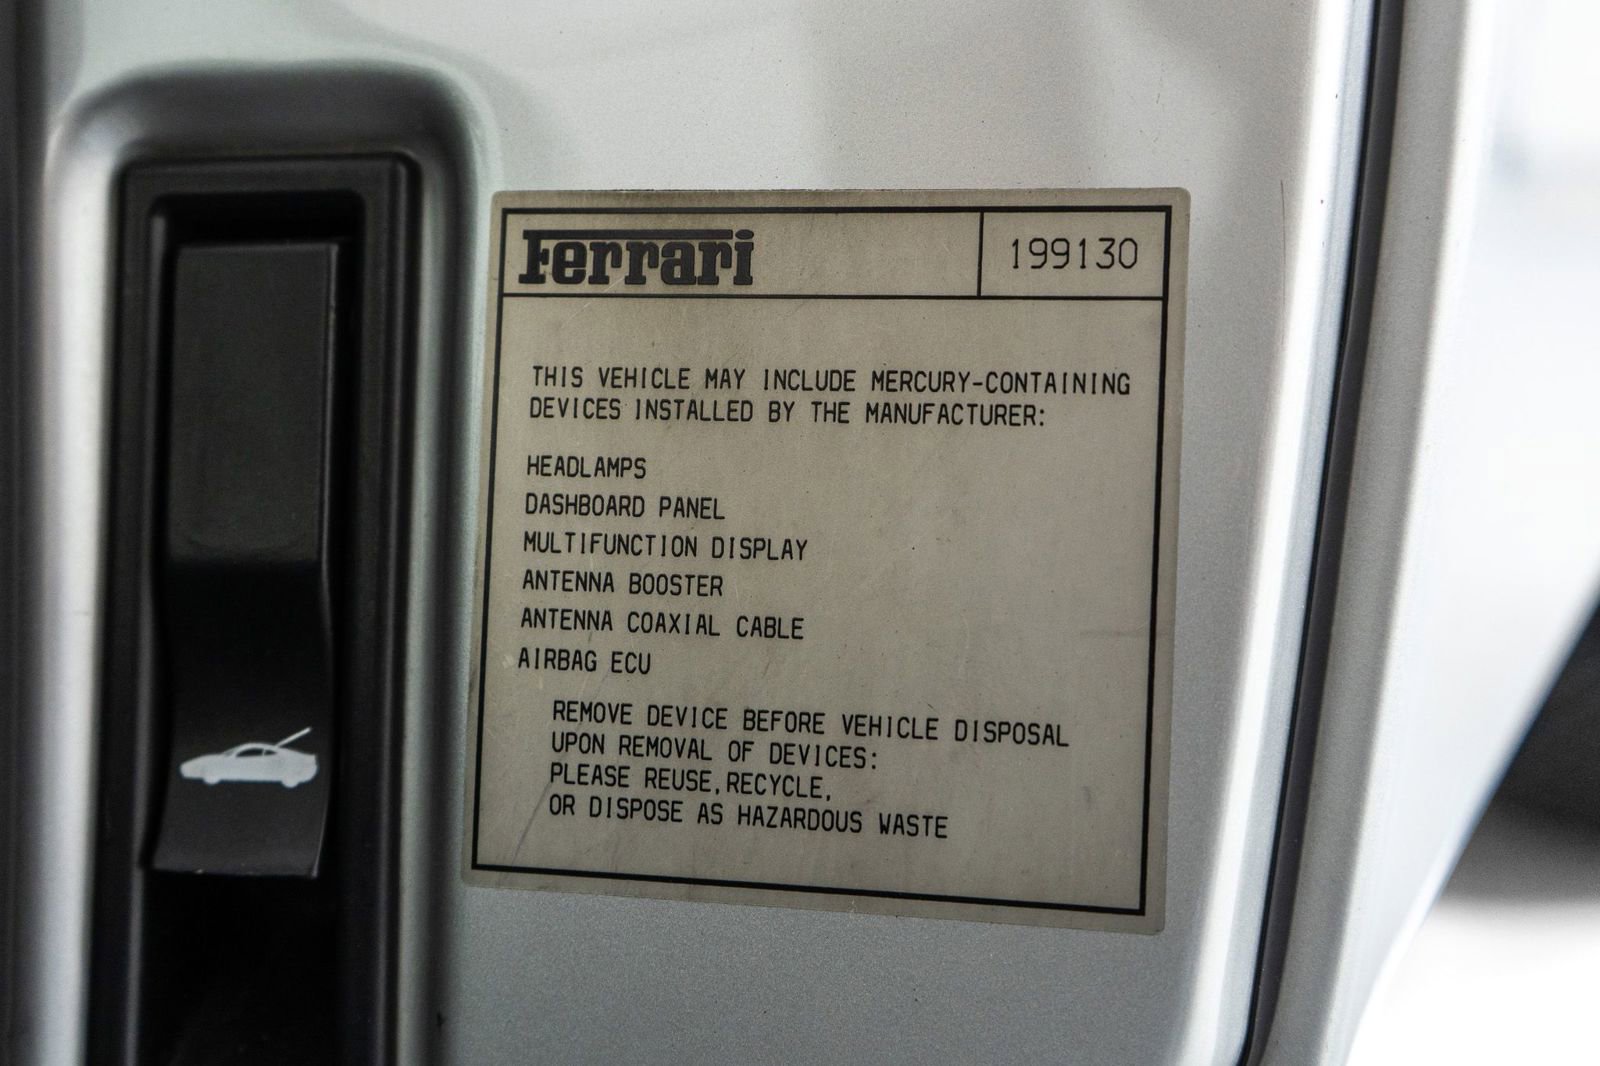 Ferrari 199130
THIS VEHICLE MAY INCLUDE MERCURY-CONTAINING
DEVICES INSTALLED BY THE MANUFACTURER:
HEADLAMPS
DASHBOARD PANEL
MULTIFUNCTION DISPLAY
ANTENNA BOOSTER
ANTENNA COAXIAL CABLE
AIRBAG ECU
REMOVE DEVICE BEFORE VEHICLE DISPOSAL
UPON REMOVAL OF DEVICES:
PLEASE REUSE,RECYCLE,
OR DISPOSE AS HAZARDOUS WASTE